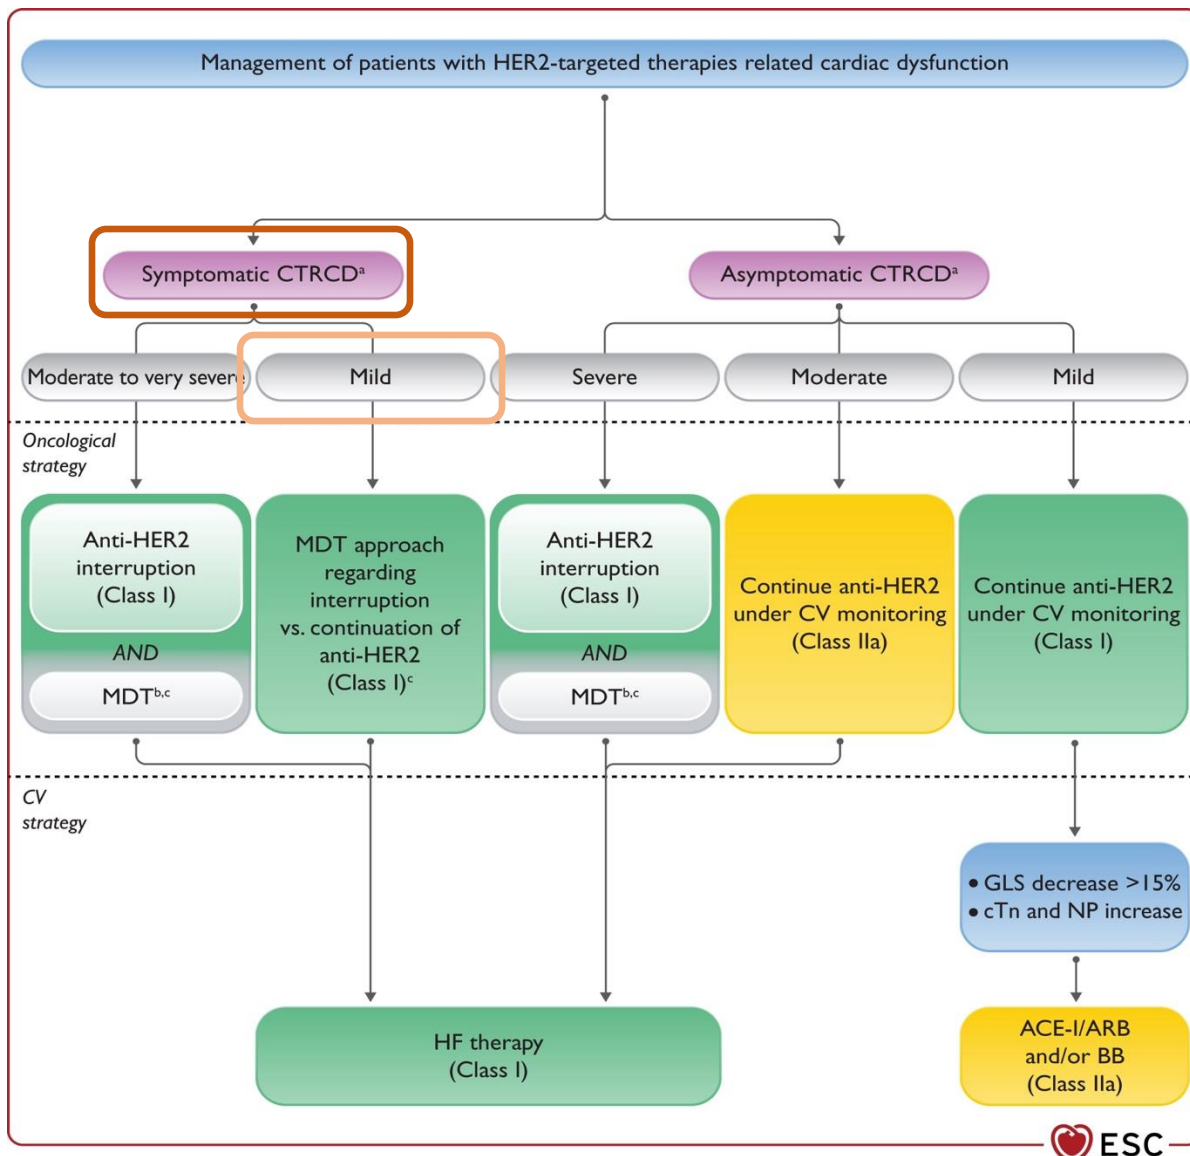 Management of patients with HER2-targeted therapies related cardiac dysfunction
Symptomatic CTRCDᵃ
Asymptomatic CTRCDᵃ
Moderate to very severe
Mild
Severe
Moderate
Mild
Oncological
strategy
Anti-HER2
interruption
(Class I)
AND
MDTᵇ,ᶜ
MDT approach
regarding
interruption
vs. continuation of
anti-HER2
(Class I)ᶜ
Anti-HER2
interruption
(Class I)
AND
MDTᵇ,ᶜ
Continue anti-HER2
under CV monitoring
(Class IIa)
Continue anti-HER2
under CV monitoring
(Class I)
CV
strategy
• GLS decrease >15%
• cTn and NP increase
HF therapy
(Class I)
ACE-I/ARB
and/or BB
(Class IIa)
ESC